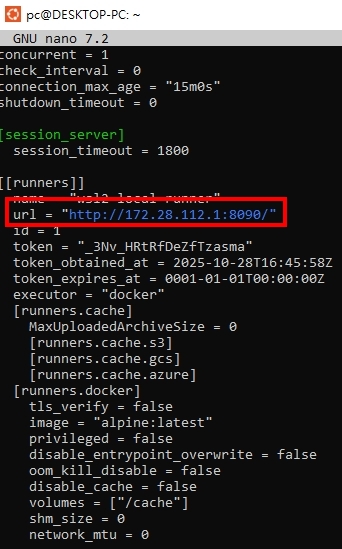 pc@DESKTOP-PC: ~
GNU nano 7.2
concurrent = 1
check_interval = 0
connection_max_age = "15m0s"
shutdown_timeout = 0
[session_server]
session_timeout = 1800
[[runners]]
name = "wsl2-local-runner"
url = "http://172.28.112.1:8090/"
id = 1
token = "_3Nv_HRtRfDeZfTzasma"
token_obtained_at = 2025-10-28T16:45:58Z
token_expires_at = 0001-01-01T00:00:00Z
executor = "docker"
[runners.cache]
MaxUploadedArchiveSize = 0
[runners.cache.s3]
[runners.cache.gcs]
[runners.cache.azure]
[runners.docker]
tls_verify = false
image = "alpine:latest"
privileged = false
disable_entrypoint_overwrite = false
oom_kill_disable = false
disable_cache = false
volumes = ["/cache"]
shm_size = 0
network_mtu = 0